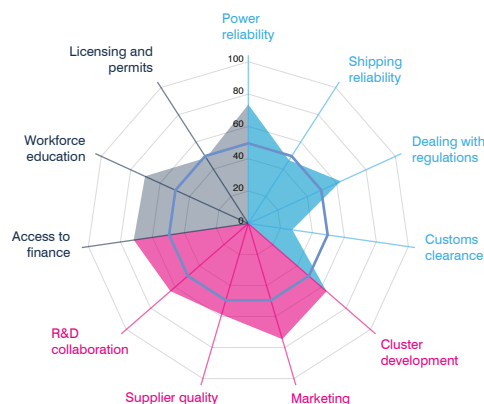 Power
reliability
Licensing and
permits
Shipping
reliability
100
80
60
40
20
0
Workforce
education
Dealing with
regulations
Access to
finance
Customs
clearance
R&D
collaboration
Cluster
development
Supplier quality
Marketing